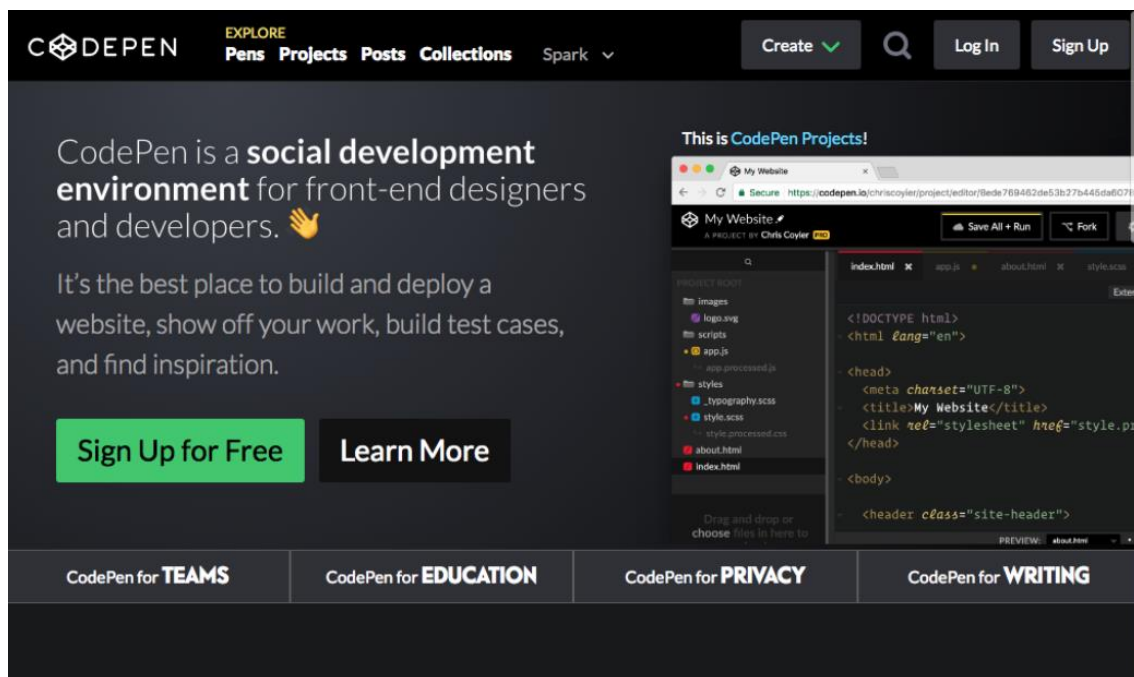 CODEPEN
EXPLORE
Pens Projects Posts Collections Spark
Create
Log In
Sign Up
CodePen is a social development
environment for front-end designers
and developers. 👋
It’s the best place to build and deploy a
website, show off your work, build test cases,
and find inspiration.
Sign Up for Free
Learn More
This is CodePen Projects!
My Website
Secure https://codepen.io/chriscoyier/project/editor/
My Website
A PROJECT BY Chris Coyier PRO
Save All + Run
Fork
PROJECT ROOT
images
logo.svg
scripts
app.js
app.processed.js
styles
_typography.scss
style.scss
style.processed.css
about.html
index.html
Drag and drop or
choose files in here to
index.html
app.js
about.html
style.scss
<!DOCTYPE html>
<html lang="en">
<head>
<meta charset="UTF-8">
<title>My Website</title>
<link rel="stylesheet" href="style.pr
</head>
<body>
<header class="site-header">
PREVIEW: about.html
CodePen for TEAMS
CodePen for EDUCATION
CodePen for PRIVACY
CodePen for WRITING